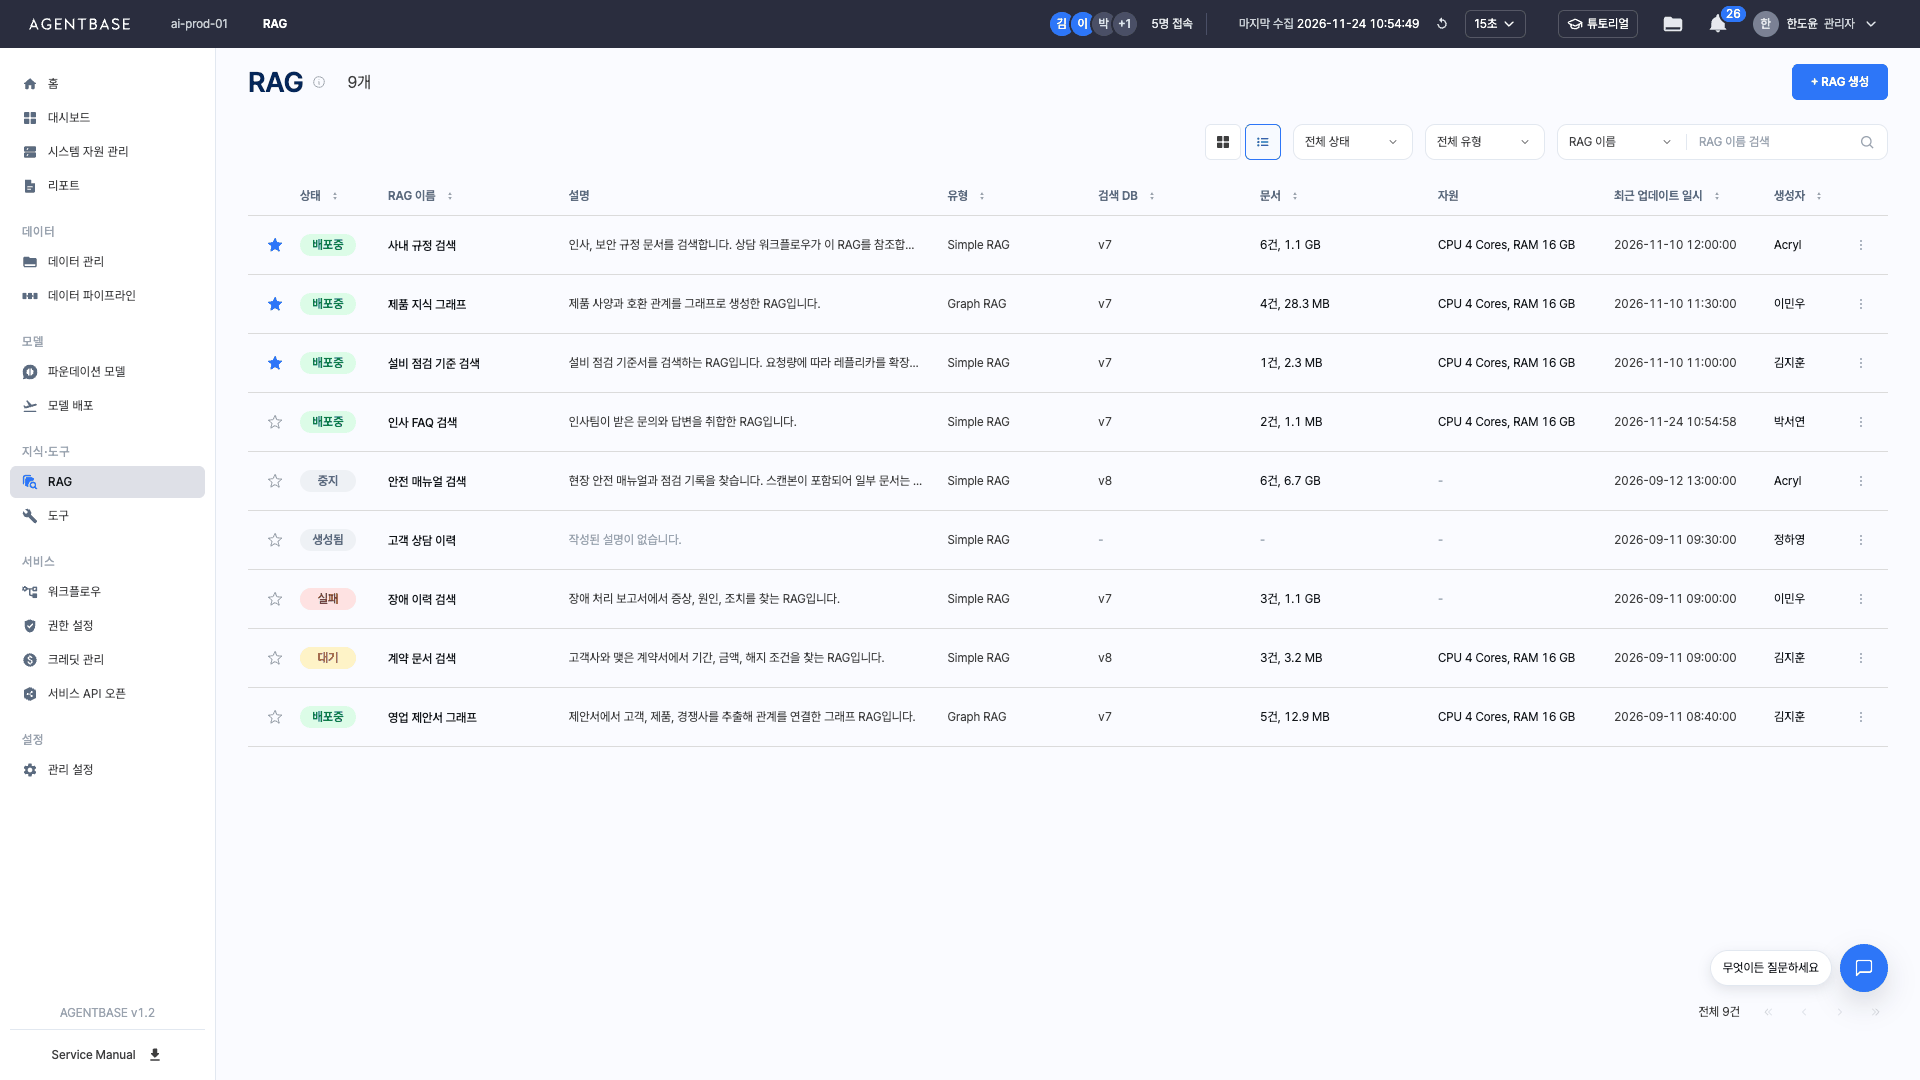 AGENTBASE
ai-prod-01
RAG
김 이 박 +1 5명 접속
마지막 수집 2026-11-24 10:54:49
15초
튜토리얼
26
한 한도윤 관리자
홈
대시보드
시스템 자원 관리
리포트
데이터
데이터 관리
데이터 파이프라인
모델
파운데이션 모델
모델 배포
지식·도구
RAG
도구
서비스
워크플로우
권한 설정
크레딧 관리
서비스 API 오픈
설정
관리 설정
AGENTBASE v1.2
Service Manual
RAG 9개
+ RAG 생성
전체 상태
전체 유형
RAG 이름
RAG 이름 검색
상태 RAG 이름 설명 유형 검색 DB 문서 자원 최근 업데이트 일시 생성자
배포중 사내 규정 검색 인사, 보안 규정 문서를 검색합니다. 상담 워크플로우가 이 RAG를 참조합... Simple RAG v7 6건, 1.1 GB CPU 4 Cores, RAM 16 GB 2026-11-10 12:00:00 Acryl
배포중 제품 지식 그래프 제품 사양과 호환 관계를 그래프로 생성한 RAG입니다. Graph RAG v7 4건, 28.3 MB CPU 4 Cores, RAM 16 GB 2026-11-10 11:30:00 이민우
배포중 설비 점검 기준 검색 설비 점검 기준서를 검색하는 RAG입니다. 요청량에 따라 레플리카를 확장... Simple RAG v7 1건, 2.3 MB CPU 4 Cores, RAM 16 GB 2026-11-10 11:00:00 김지훈
배포중 인사 FAQ 검색 인사팀이 받은 문의와 답변을 취합한 RAG입니다. Simple RAG v7 2건, 1.1 MB CPU 4 Cores, RAM 16 GB 2026-11-24 10:54:58 박서연
중지 안전 매뉴얼 검색 현장 안전 매뉴얼과 점검 기록을 찾습니다. 스캔본이 포함되어 일부 문서는 ... Simple RAG v8 6건, 6.7 GB - 2026-09-12 13:00:00 Acryl
생성됨 고객 상담 이력 작성된 설명이 없습니다. Simple RAG - - - 2026-09-11 09:30:00 정하영
실패 장애 이력 검색 장애 처리 보고서에서 증상, 원인, 조치를 찾는 RAG입니다. Simple RAG v7 3건, 1.1 GB - 2026-09-11 09:00:00 이민우
대기 계약 문서 검색 고객사와 맺은 계약서에서 기간, 금액, 해지 조건을 찾는 RAG입니다. Simple RAG v8 3건, 3.2 MB CPU 4 Cores, RAM 16 GB 2026-09-11 09:00:00 김지훈
배포중 영업 제안서 그래프 제안서에서 고객, 제품, 경쟁사를 추출해 관계를 연결한 그래프 RAG입니다. Graph RAG v7 5건, 12.9 MB CPU 4 Cores, RAM 16 GB 2026-09-11 08:40:00 김지훈
무엇이든 질문하세요
전체 9건